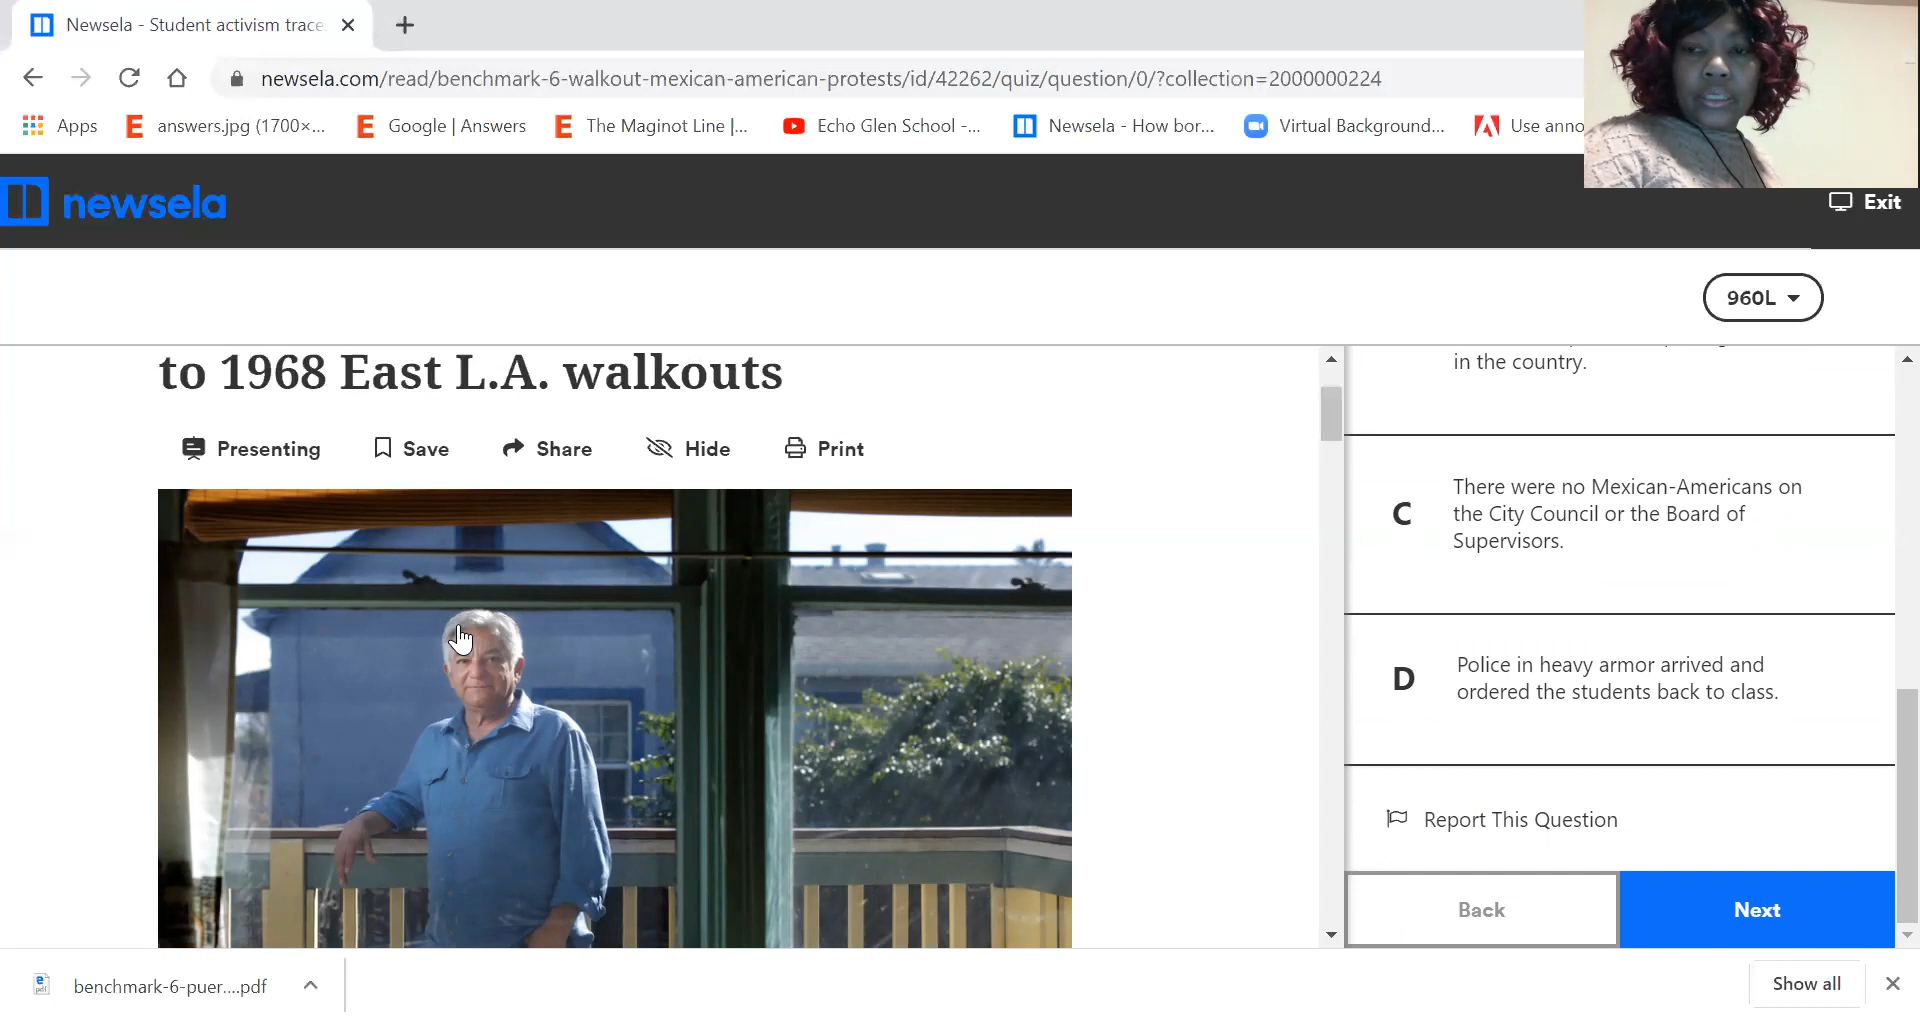 Newsela - Student activism trace
newsela.com/read/benchmark-6-walkout-mexican-american-protests/id/42262/quiz/question/0/?collection=2000000224
Apps
answers.jpg (1700×...
Google | Answers
The Maginot Line |...
Echo Glen School -...
Newsela - How bor...
Virtual Background...
Use anno
newsela
Exit
960L
to 1968 East L.A. walkouts
Presenting
Save
Share
Hide
Print
in the country.
C
There were no Mexican-Americans on
the City Council or the Board of
Supervisors.
D
Police in heavy armor arrived and
ordered the students back to class.
Report This Question
Back
Next
benchmark-6-puer....pdf
Show all